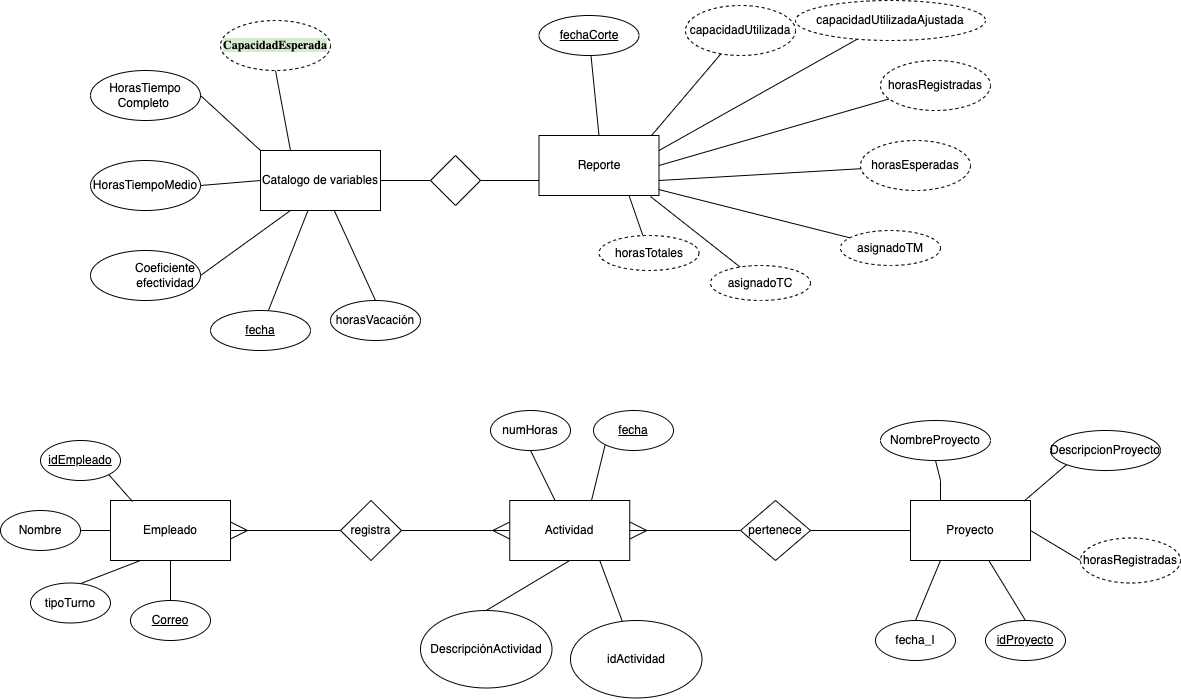 CapacidadEsperada
HorasTiempo
Completo
HorasTiempoMedio
Catalogo de variables
Coeficiente
efectividad
fecha
horasVacación
fechaCorte
capacidadUtilizada
capacidadUtilizadaAjustada
horasRegistradas
Reporte
horasEsperadas
asignadoTM
horasTotales
asignadoTC
idEmpleado
Nombre
Empleado
tipoTurno
Correo
registra
numHoras
fecha
Actividad
DescripciónActividad
idActividad
pertenece
NombreProyecto
DescripcionProyecto
Proyecto
horasRegistradas
fecha_I
idProyecto